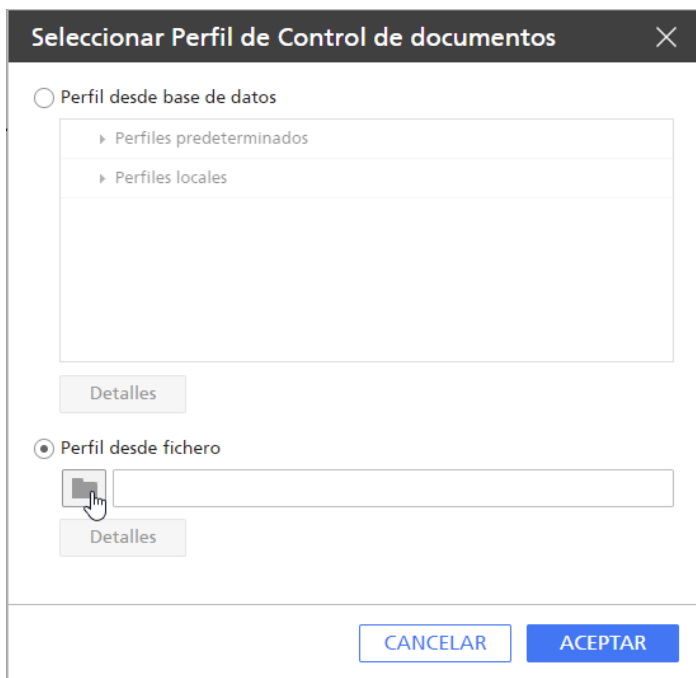 Seleccionar Perfil de Control de documentos
Perfil desde base de datos
Perfiles predeterminados
Perfiles locales
Detalles
Perfil desde fichero
Detalles
CANCELAR
ACEPTAR